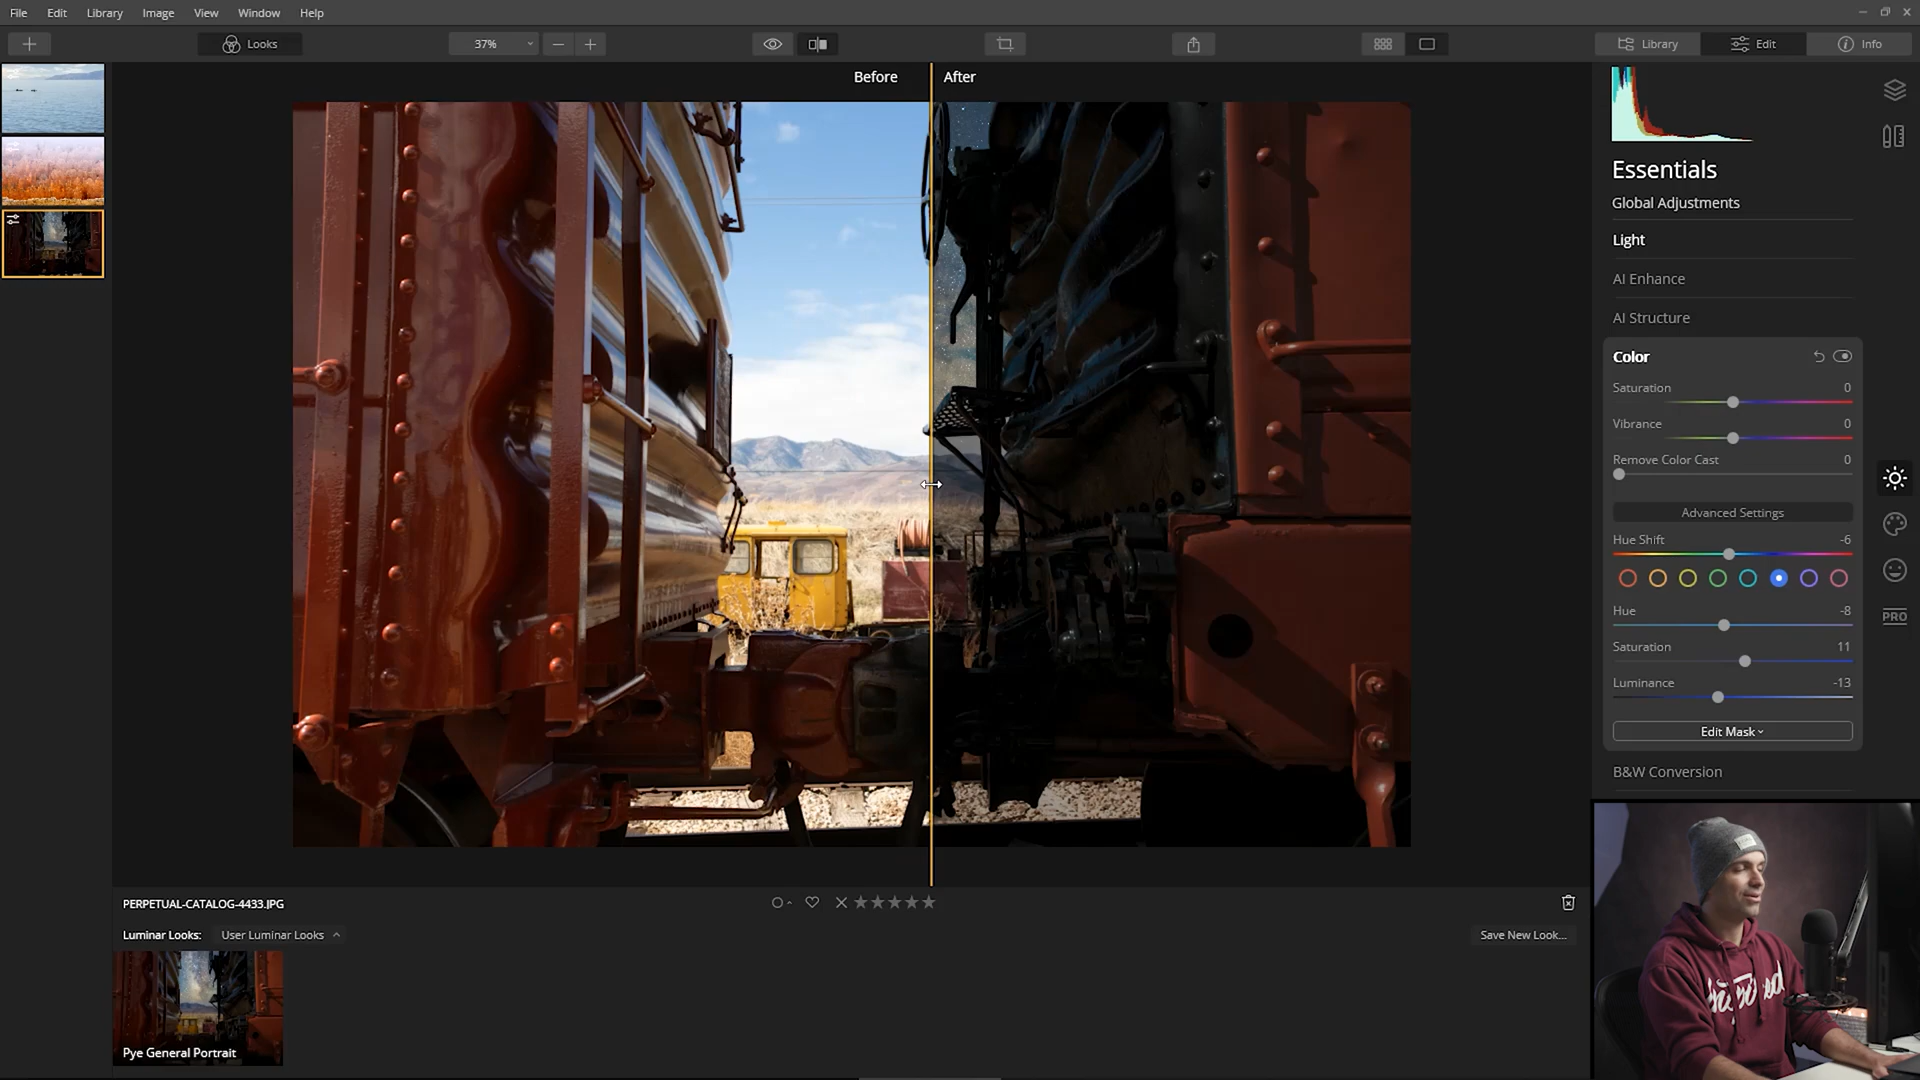 File Edit Library Image View Window Help
Looks 37% Library Edit Info
Before After
Essentials
Global Adjustments
Light
AI Enhance
AI Structure
Color
Saturation 0
Vibrance 0
Remove Color Cast 0
Advanced Settings
Hue Shift -6
Hue -8
Saturation 11
Luminance -13
PRO
Edit Mask
B&W Conversion
PERPETUAL-CATALOG-4433.JPG
Luminar Looks: User Luminar Looks Save New Look...
Pye General Portrait